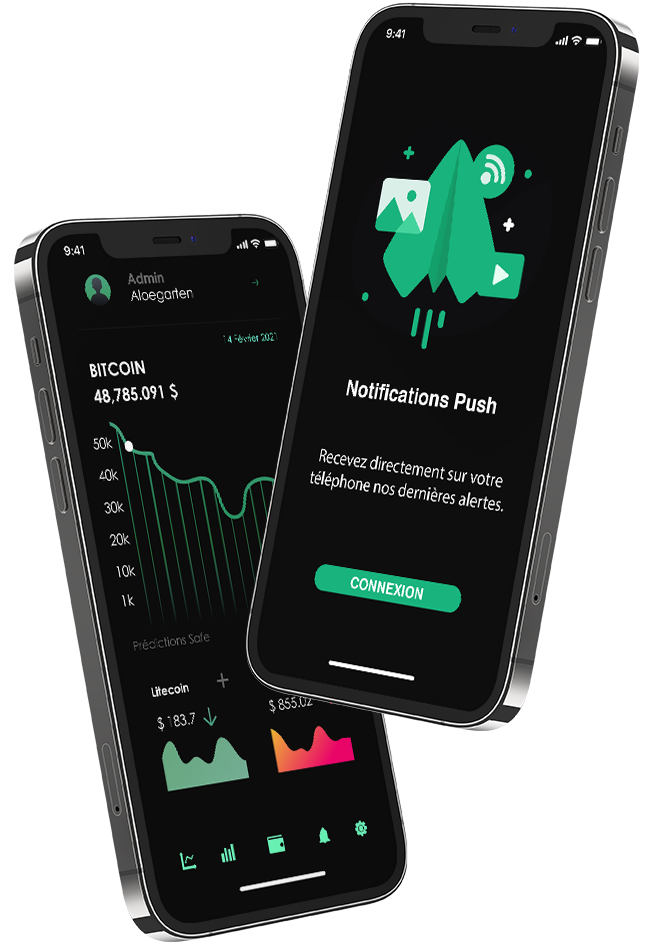 9:41
Notifications Push
Recevez directement sur votre
téléphone nos dernières alertes.
CONNEXION
9:41
Admin
Aloegarten
14 Février 2021
BITCOIN
48,785.091 $
50k
40k
30k
20k
10k
1k
Prédictions Safe
Litecoin
$ 183.7
$ 855.02